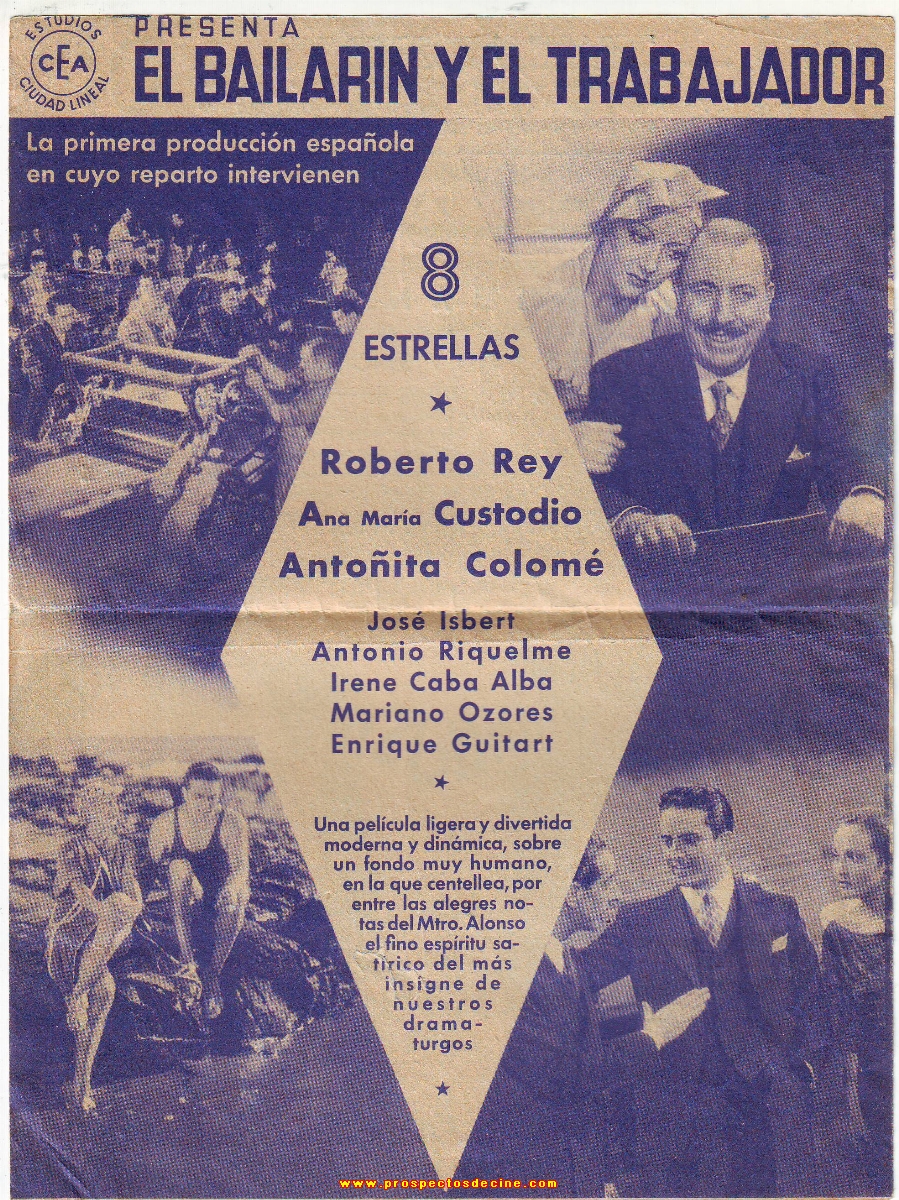 ESTUDIOS
CEA
CIUDAD LINEAL
PRESENTA
EL BAILARIN Y EL TRABAJADOR
La primera producción española
en cuyo reparto intervienen
8
ESTRELLAS
Roberto Rey
Ana María Custodio
Antoñita Colomé
José Isbert
Antonio Riquelme
Irene Caba Alba
Mariano Ozores
Enrique Guitart
Una película ligera y divertida
moderna y dinámica, sobre
un fondo muy humano,
en la que centellea, por
entre las alegres no-
tas del Mtro. Alonso
el fino espíritu sa-
tírico del más
insigne de
nuestros
drama-
turgos
www.prospectosdecine.com